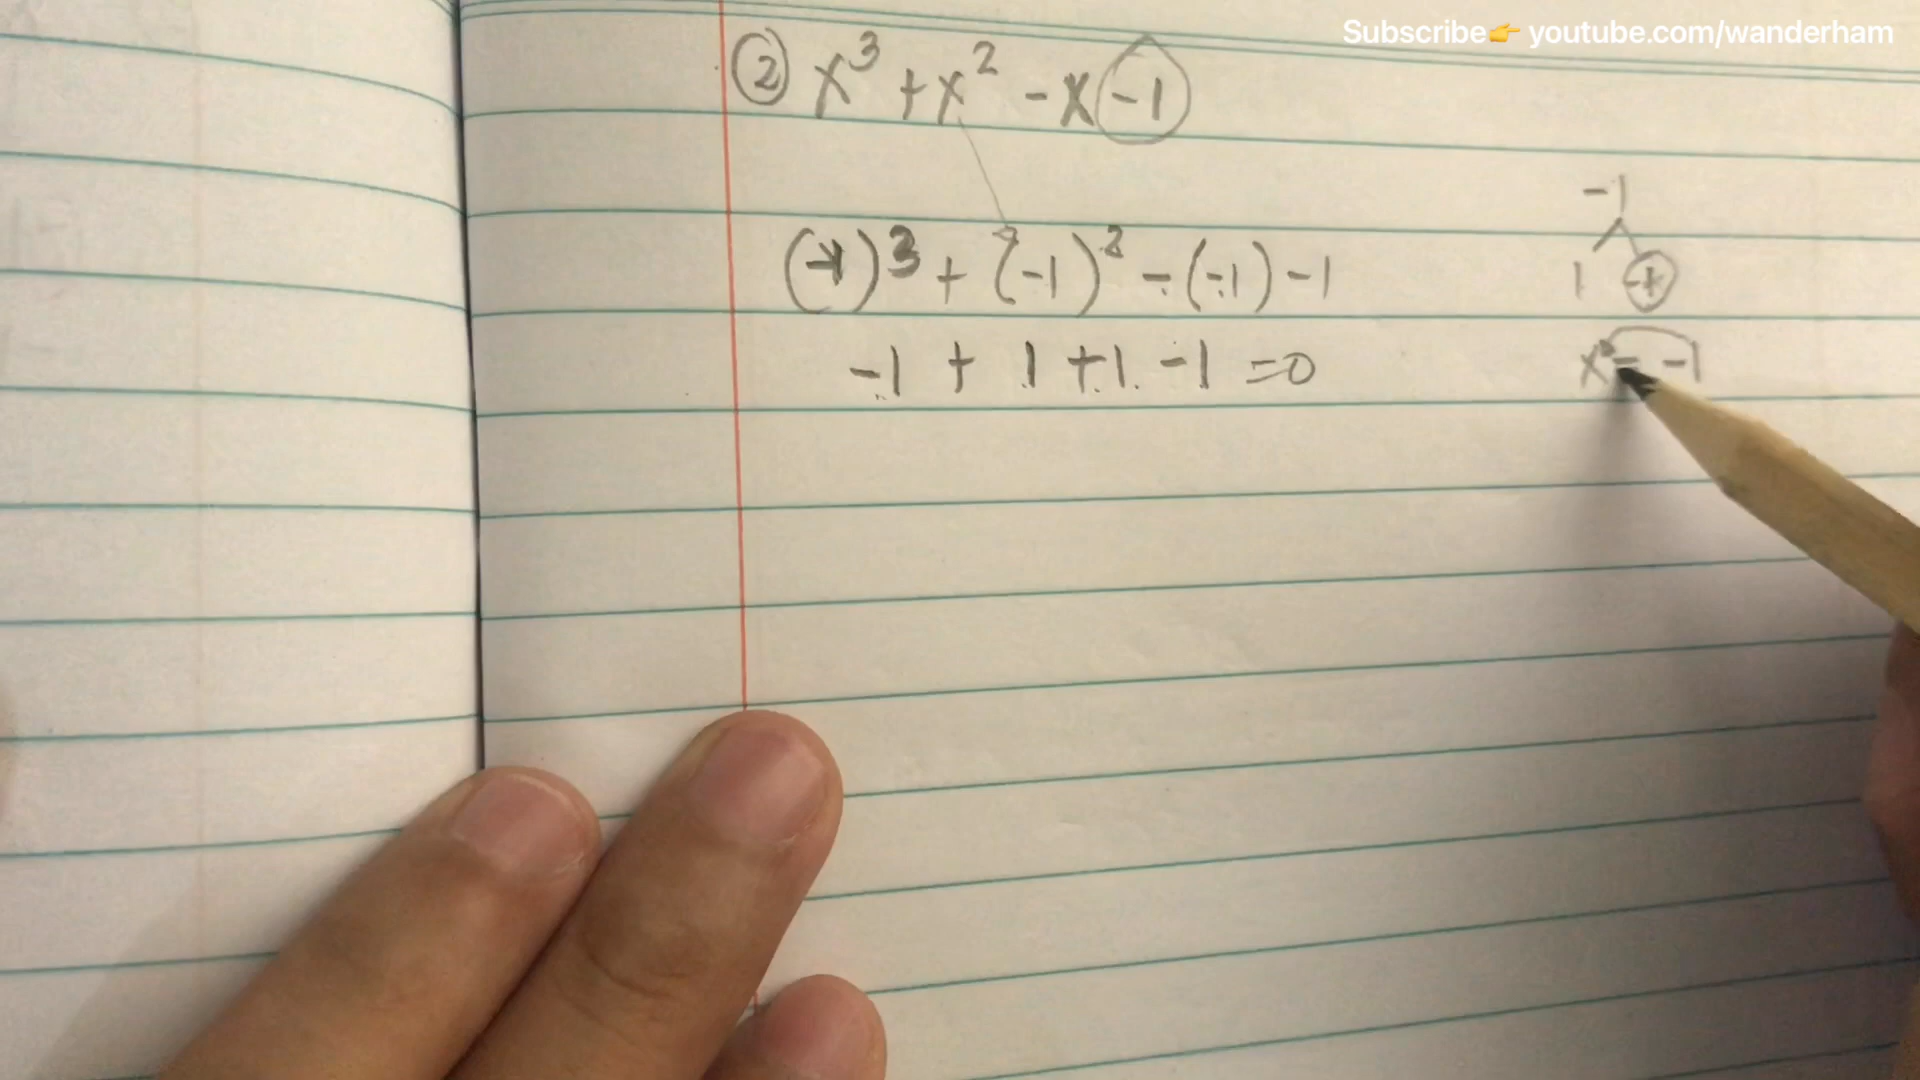 Subscribe👉 youtube.com/wanderham
② x³ + x² - x - 1
-1
1 -1
(-1)³ + (-1)² - (-1) - 1
-1 + 1 + 1 - 1 = 0
x = -1